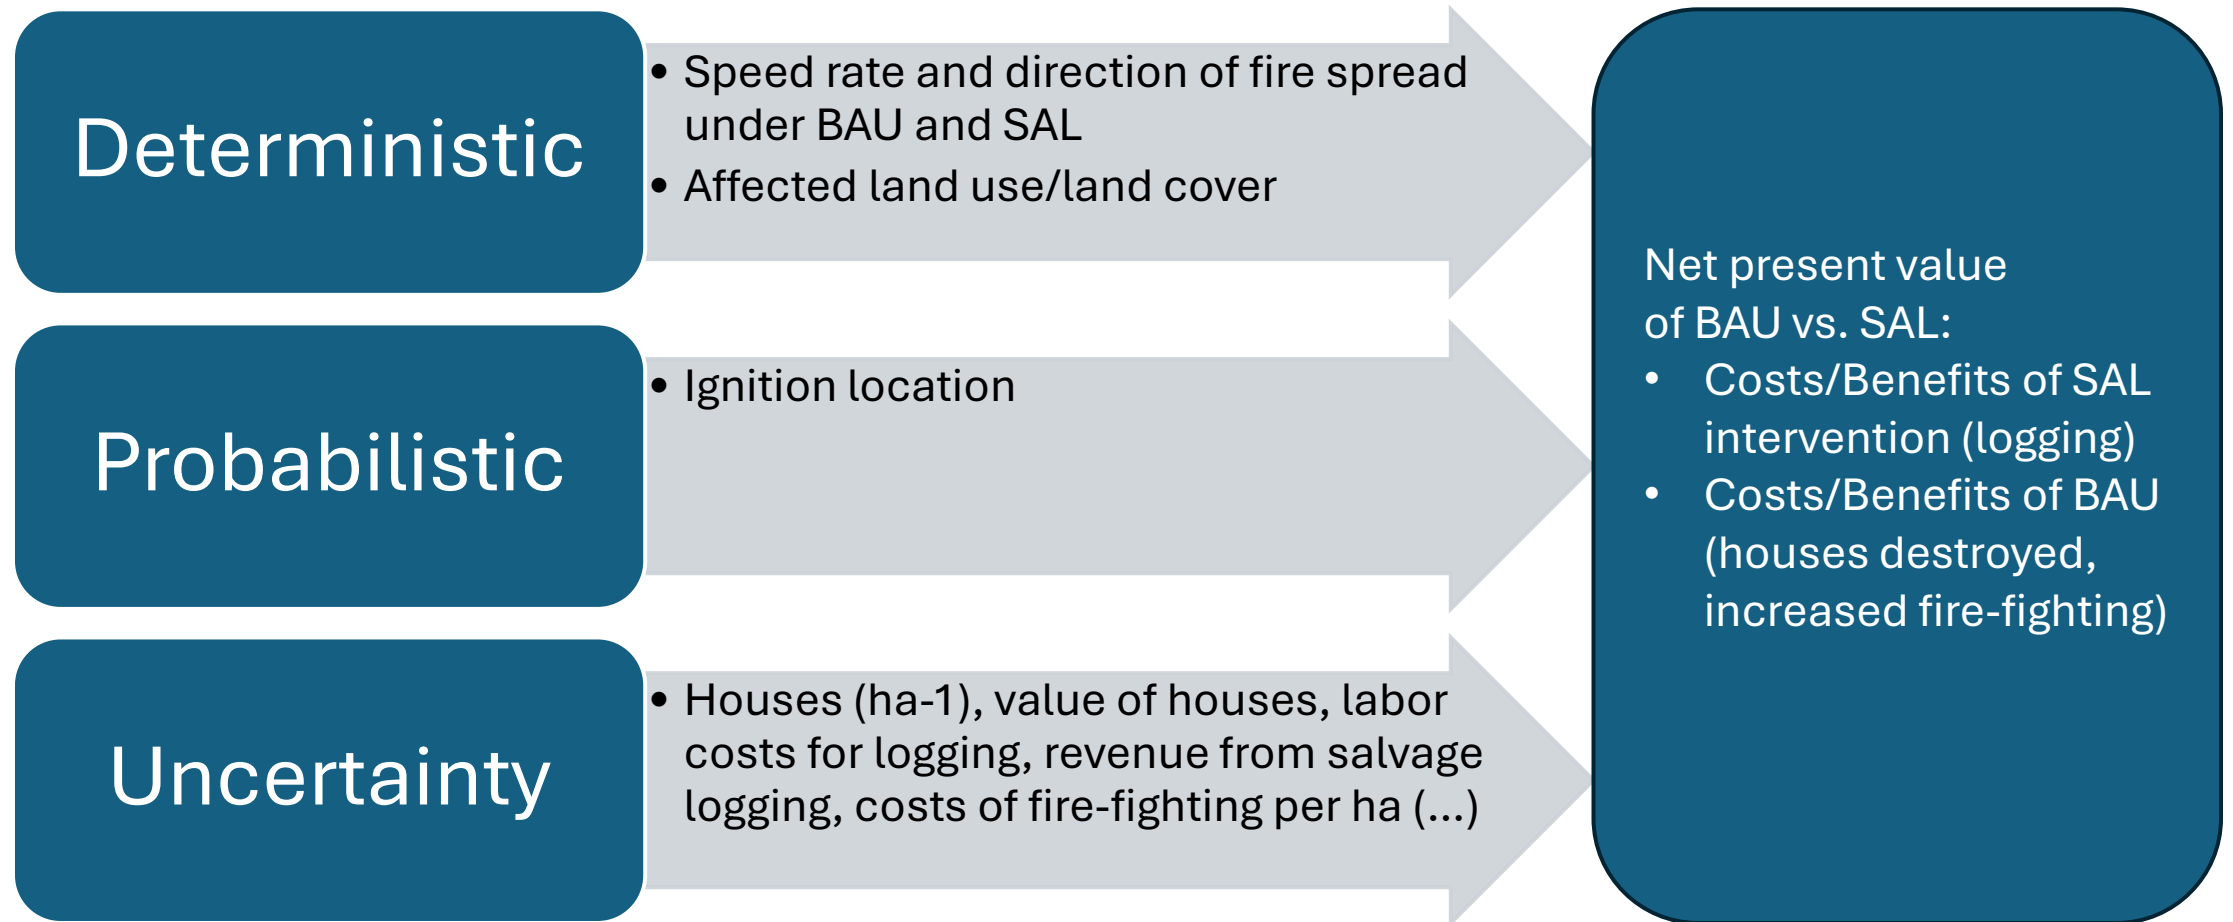 Deterministic
• Speed rate and direction of fire spread
under BAU and SAL
• Affected land use/land cover
Probabilistic
• Ignition location
Uncertainty
• Houses (ha-1), value of houses, labor
costs for logging, revenue from salvage
logging, costs of fire-fighting per ha (...)
Net present value
of BAU vs. SAL:
• Costs/Benefits of SAL
intervention (logging)
• Costs/Benefits of BAU
(houses destroyed,
increased fire-fighting)